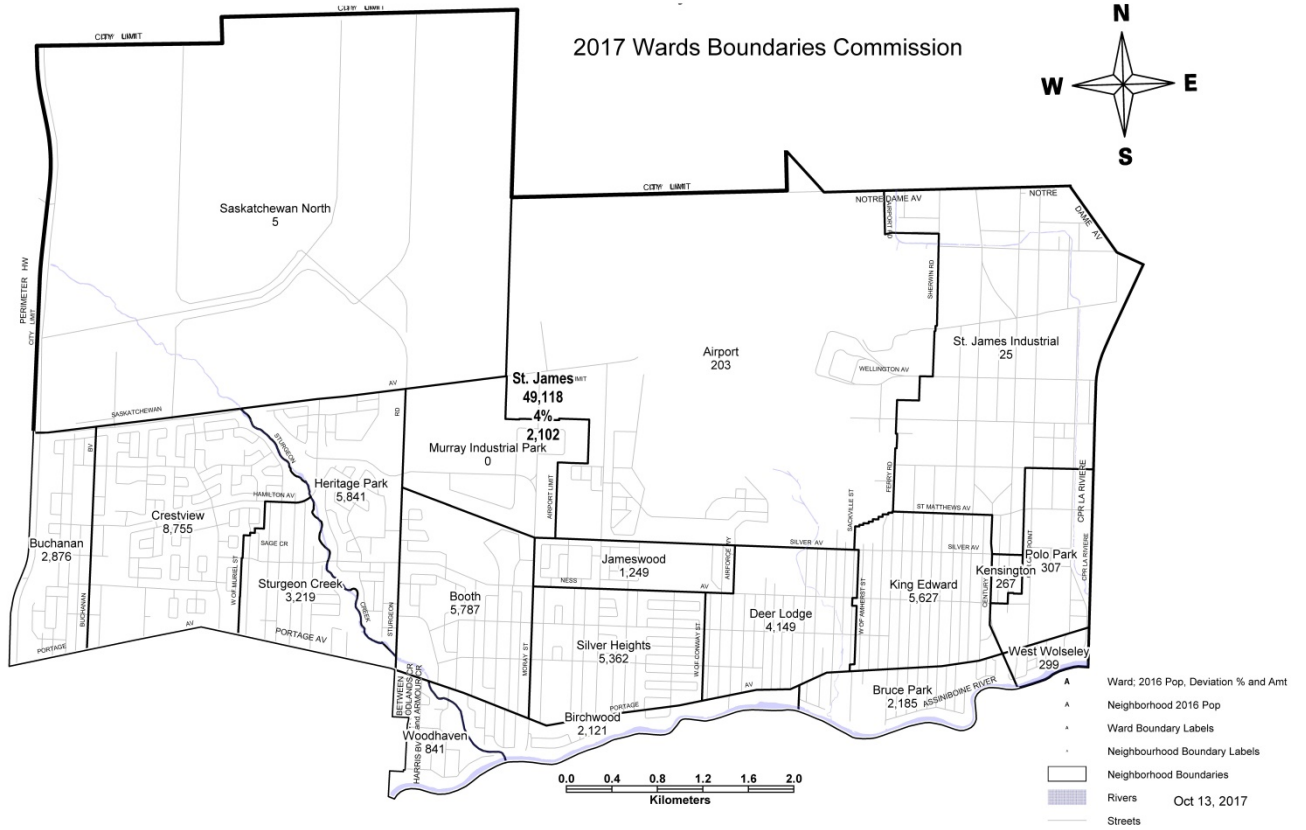 CITY LIMIT
CITY LIMIT
2017 Wards Boundaries Commission
N
W E
S
CITY LIMIT
NOTRE DAME AV
NOTRE
DAME AV
AIRPORT RD
Saskatchewan North
5
PERIMETER HW
CITY LIMIT
SHERWIN RD
St. James Industrial
25
Airport
203
WELLINGTON AV
St. James
49,118
4%
2,102
AV
SASKATCHEWAN
RD
Murray Industrial Park
0
AIRPORT LIMIT
STURGEON
Heritage Park
5,841
HAMILTON AV
BV
Crestview
8,755
Buchanan
2,876
SAGE CR
W OF MURIEL ST
Sturgeon Creek
3,219
CREEK
BUCHANAN
STURGEON
PORTAGE
AV
PORTAGE AV
FERRY RD
SACKVILLE ST
ST MATTHEWS AV
SILVER AV
SILVER AV
AIRFORCE WY
CPR LA RIVIERE
CPR LA RIVIERE
POINT
Polo Park
307
Kensington
267
CENTURY
Jameswood
1,249
NESS
AV
King Edward
5,627
Booth
5,787
Deer Lodge
4,149
W OF AMHERST ST
Silver Heights
5,362
W OF CONWAY ST
MORAY ST
West Wolseley
299
PORTAGE
AV
Bruce Park
2,185
ASSINIBOINE RIVER
Birchwood
2,121
BETWEEN
WOODLANDS CR
and ARMOUR CR
HARRIS BV
Woodhaven
841
0.0 0.4 0.8 1.2 1.6 2.0
Kilometers
A Ward; 2016 Pop, Deviation % and Amt
A Neighborhood 2016 Pop
Ward Boundary Labels
Neighbourhood Boundary Labels
Neighborhood Boundaries
Rivers
Oct 13, 2017
Streets